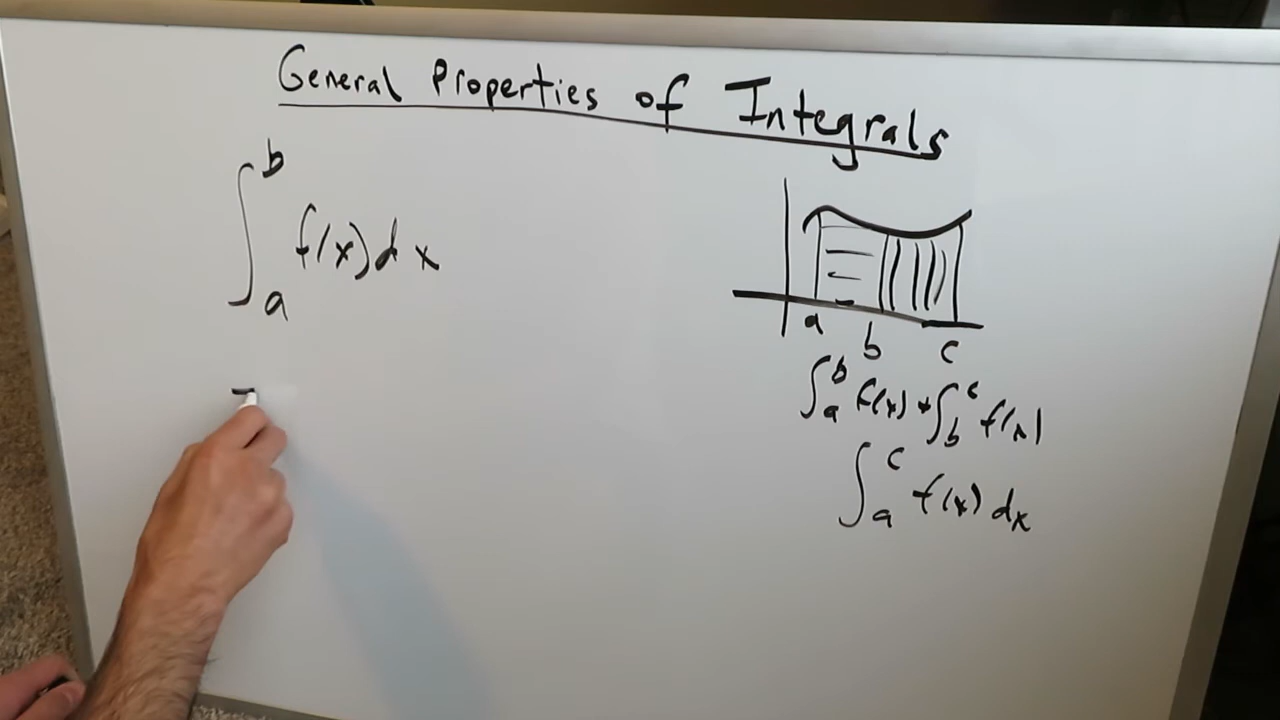 General Properties of Integrals
∫_a^b f(x)dx
-
a b c
∫_a^b f(x) + ∫_b^c f(x)
∫_a^c f(x) dx